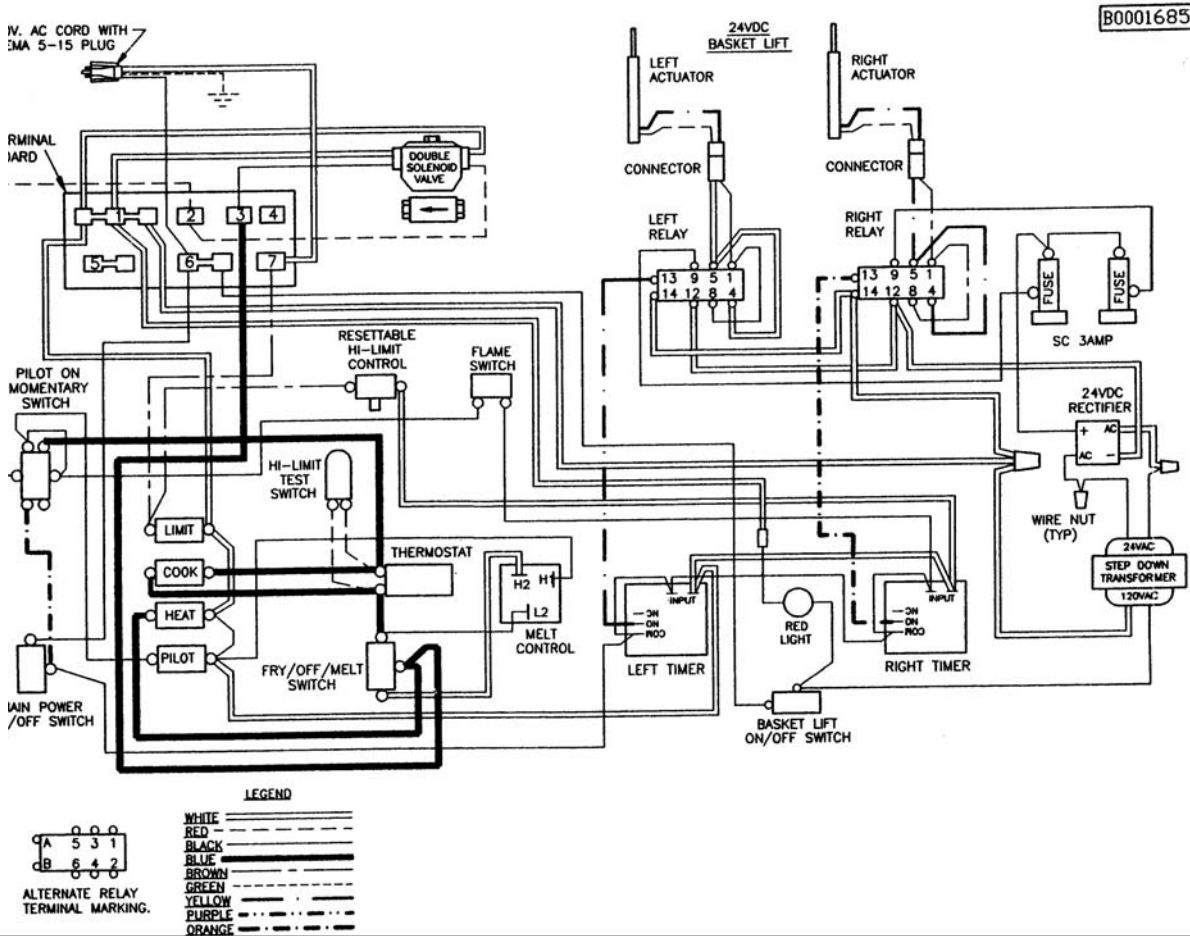 B0001685
V. AC CORD WITH
EMA 5-15 PLUG
24VDC
BASKET LIFT
LEFT
ACTUATOR
RIGHT
ACTUATOR
RMINAL
ARD
DOUBLE
SOLENOID
VALVE
CONNECTOR
CONNECTOR
1
2
3
4
5
6
7
LEFT
RELAY
RIGHT
RELAY
13 9 5 1
14 12 8 4
13 9 5 1
14 12 8 4
FUSE
FUSE
SC 3AMP
RESETTABLE
HI-LIMIT
CONTROL
FLAME
SWITCH
PILOT ON
MOMENTARY
SWITCH
24VDC
RECTIFIER
+ AC
AC -
HI-LIMIT
TEST
SWITCH
WIRE NUT
(TYP)
LIMIT
COOK
HEAT
PILOT
THERMOSTAT
H2 H1
L2
MELT
CONTROL
24VAC
STEP DOWN
TRANSFORMER
120VAC
INPUT
NC
NO
COM
LEFT TIMER
RED
LIGHT
INPUT
NC
NO
COM
RIGHT TIMER
FRY/OFF/MELT
SWITCH
AIN POWER
/OFF SWITCH
BASKET LIFT
ON/OFF SWITCH
LEGEND
WHITE
RED
BLACK
BLUE
BROWN
GREEN
YELLOW
PURPLE
ORANGE
A 5 3 1
B 6 4 2
ALTERNATE RELAY
TERMINAL MARKING.